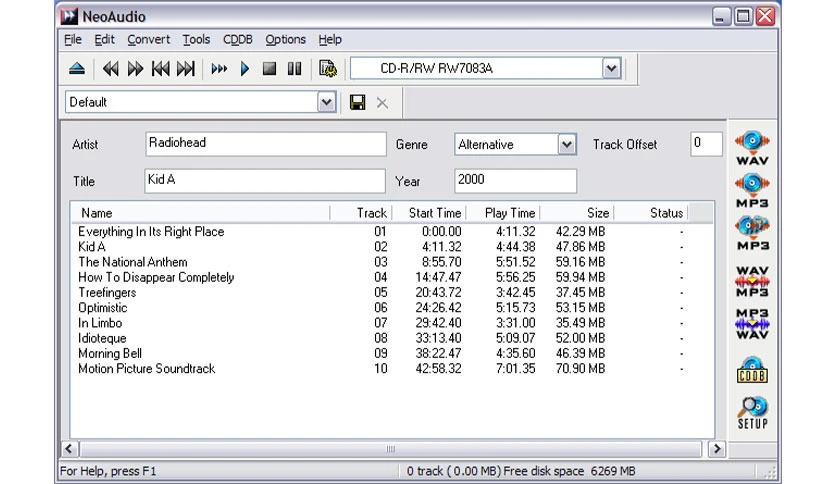 NeoAudio
File Edit Convert Tools CDDB Options Help
CD-R/RW RW7083A
Default
Artist Radiohead Genre Alternative Track Offset 0
Title Kid A Year 2000
Name Track Start Time Play Time Size Status
Everything In Its Right Place 01 0:00.00 4:11.32 42.29 MB -
Kid A 02 4:11.32 4:44.38 47.86 MB -
The National Anthem 03 8:55.70 5:51.52 59.16 MB -
How To Disappear Completely 04 14:47.47 5:56.25 59.94 MB -
Treefingers 05 20:43.72 3:42.45 37.45 MB -
Optimistic 06 24:26.42 5:15.73 53.15 MB -
In Limbo 07 29:42.40 3:31.00 35.49 MB -
Idioteque 08 33:13.40 5:09.07 52.00 MB -
Morning Bell 09 38:22.47 4:35.60 46.39 MB -
Motion Picture Soundtrack 10 42:58.32 7:01.35 70.90 MB -
WAV
MP3
MP3
WAV
MP3
MP3
WAV
CDDB
SETUP
For Help, press F1 0 track ( 0.00 MB) Free disk space 6269 MB